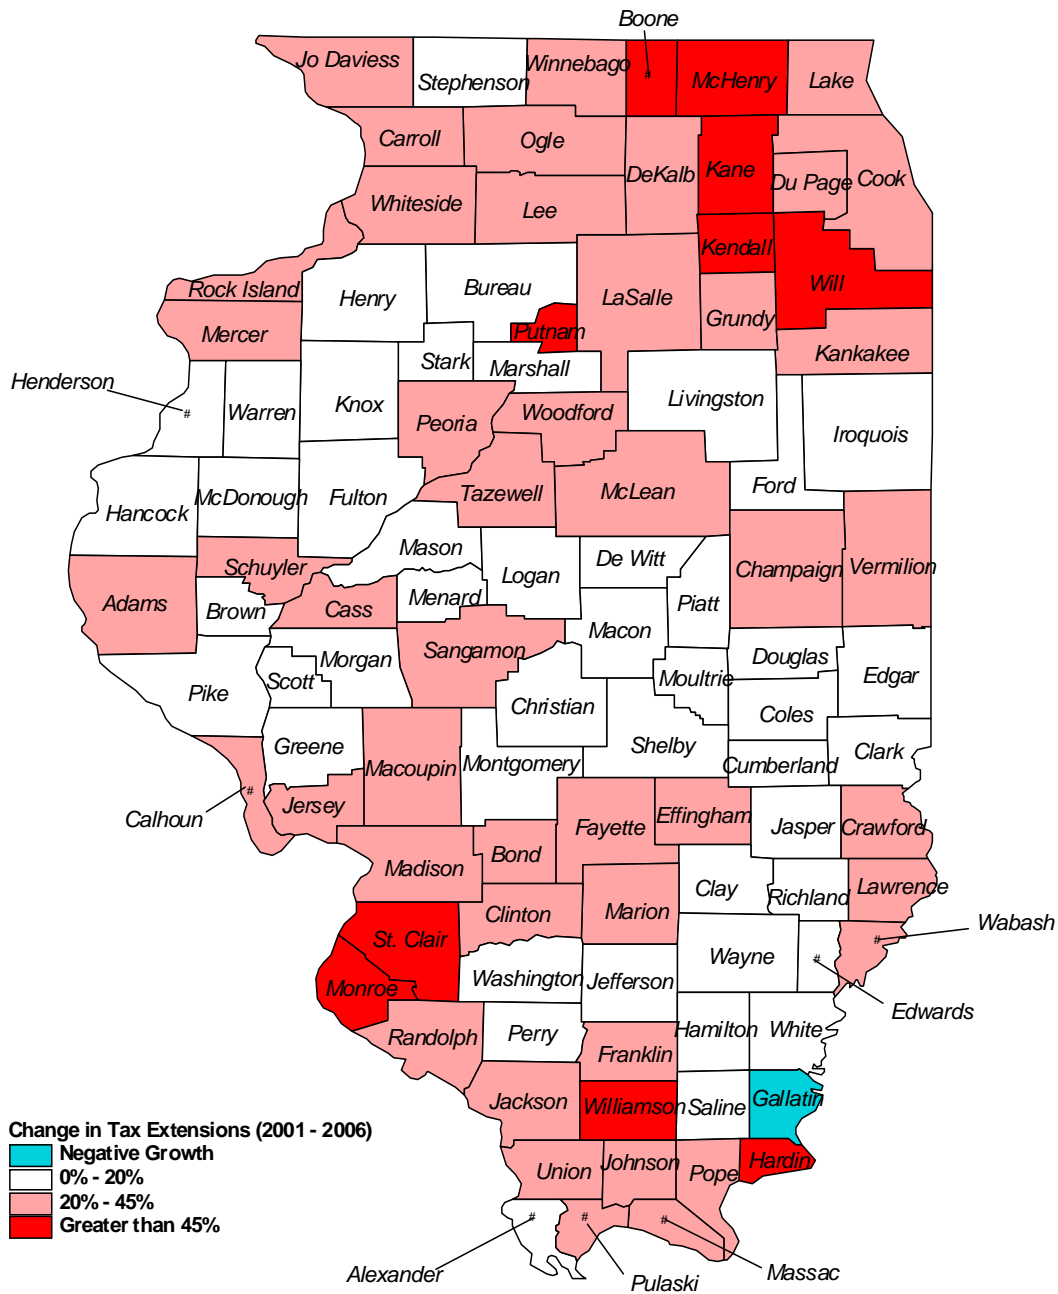 Boone
Jo Daviess
Stephenson
Winnebago
#
McHenry
Lake
Carroll
Ogle
DeKalb
Kane
Du Page
Cook
Whiteside
Lee
Kendall
Will
Rock Island
Henry
Bureau
LaSalle
Grundy
Mercer
Putnam
Kankakee
Stark
Marshall
Henderson
#
Warren
Knox
Peoria
Woodford
Livingston
Iroquois
Hancock
McDonough
Fulton
Tazewell
McLean
Ford
Mason
Schuyler
Logan
De Witt
Champaign
Vermilion
Adams
Brown
Cass
Menard
Piatt
Macon
Morgan
Sangamon
Douglas
Edgar
Scott
Moultrie
Pike
Christian
Coles
Greene
Shelby
Clark
Macoupin
Montgomery
Cumberland
#
Calhoun
Jersey
Fayette
Effingham
Jasper
Crawford
Madison
Bond
Clay
Richland
Lawrence
Clinton
Marion
Wabash
#
St. Clair
Wayne
#
Washington
Jefferson
Monroe
Edwards
Randolph
Perry
Hamilton
White
Franklin
Jackson
Williamson
Saline
Gallatin
Change in Tax Extensions (2001 - 2006)
Negative Growth
0% - 20%
20% - 45%
Greater than 45%
Union
Johnson
Pope
Hardin
#
#
#
Alexander
Pulaski
Massac